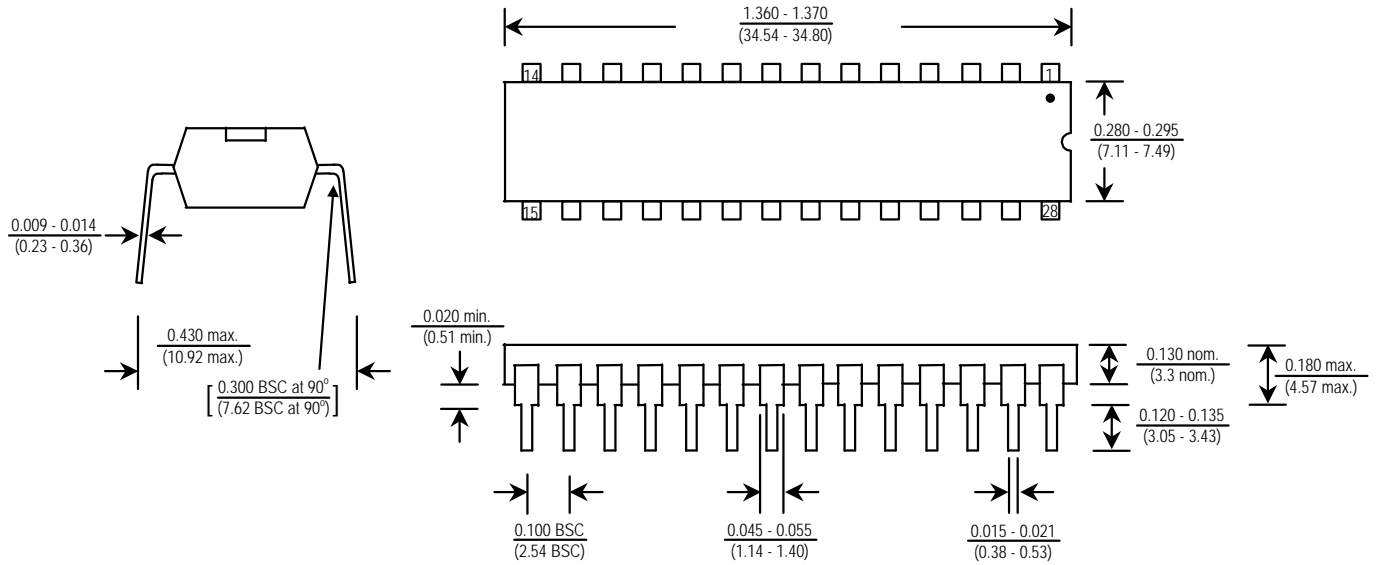 1.360 - 1.370
(34.54 - 34.80)
14
1
0.280 - 0.295
(7.11 - 7.49)
15
28
0.009 - 0.014
(0.23 - 0.36)
0.430 max.
(10.92 max.)
[ 0.300 BSC at 90° ]
(7.62 BSC at 90°)
0.020 min.
(0.51 min.)
0.130 nom.
(3.3 nom.)
0.180 max.
(4.57 max.)
0.120 - 0.135
(3.05 - 3.43)
0.100 BSC
(2.54 BSC)
0.045 - 0.055
(1.14 - 1.40)
0.015 - 0.021
(0.38 - 0.53)